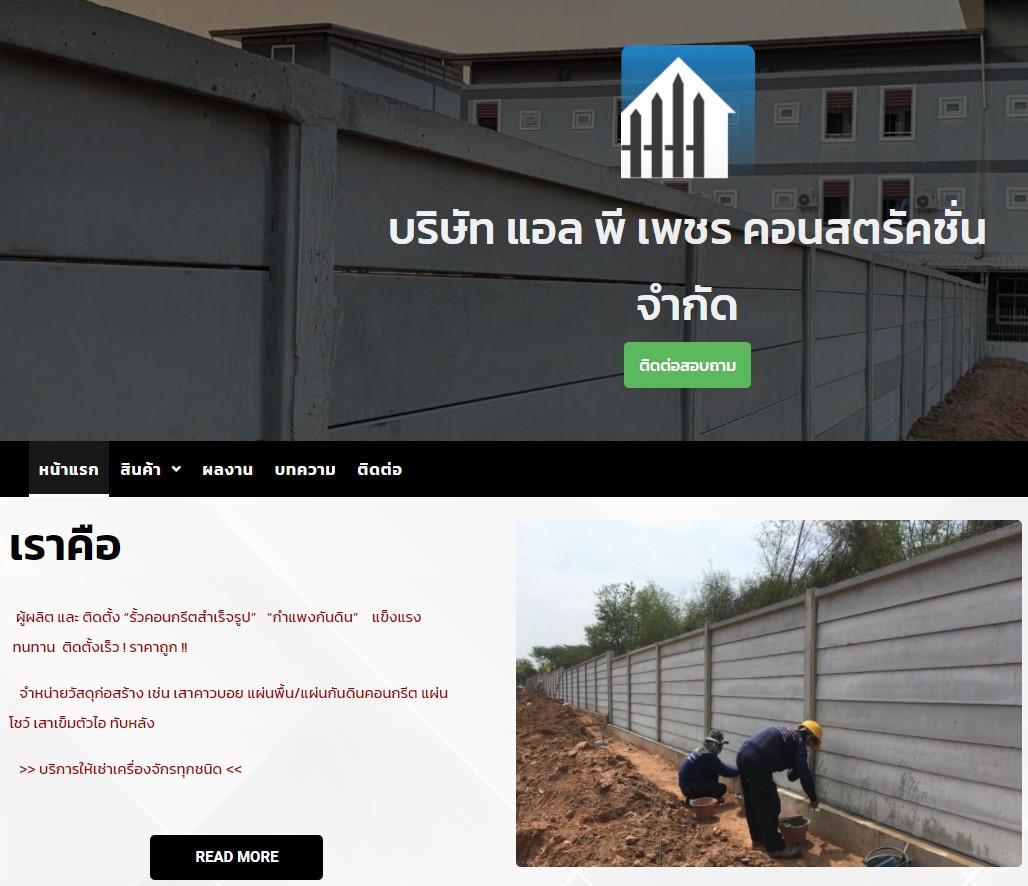 บริษัท แอล พี เพชร คอนสตรัคชั่น
จำกัด
ติดต่อสอบถาม
หน้าแรก สินค้า ผลงาน บทความ ติดต่อ
เราคือ
ผู้ผลิต และ ติดตั้ง “รั้วคอนกรีตสำเร็จรูป” “กำแพงกันดิน” แข็งแรง
ทนทาน ติดตั้งเร็ว ! ราคาถูก !!
จำหน่ายวัสดุก่อสร้าง เช่น เสาคาวบอย แผ่นพื้น/แผ่นกันดินคอนกรีต แผ่น
โชว์ เสาเข็มตัวไอ ทับหลัง
>> บริการให้เช่าเครื่องจักรทุกชนิด <<
READ MORE